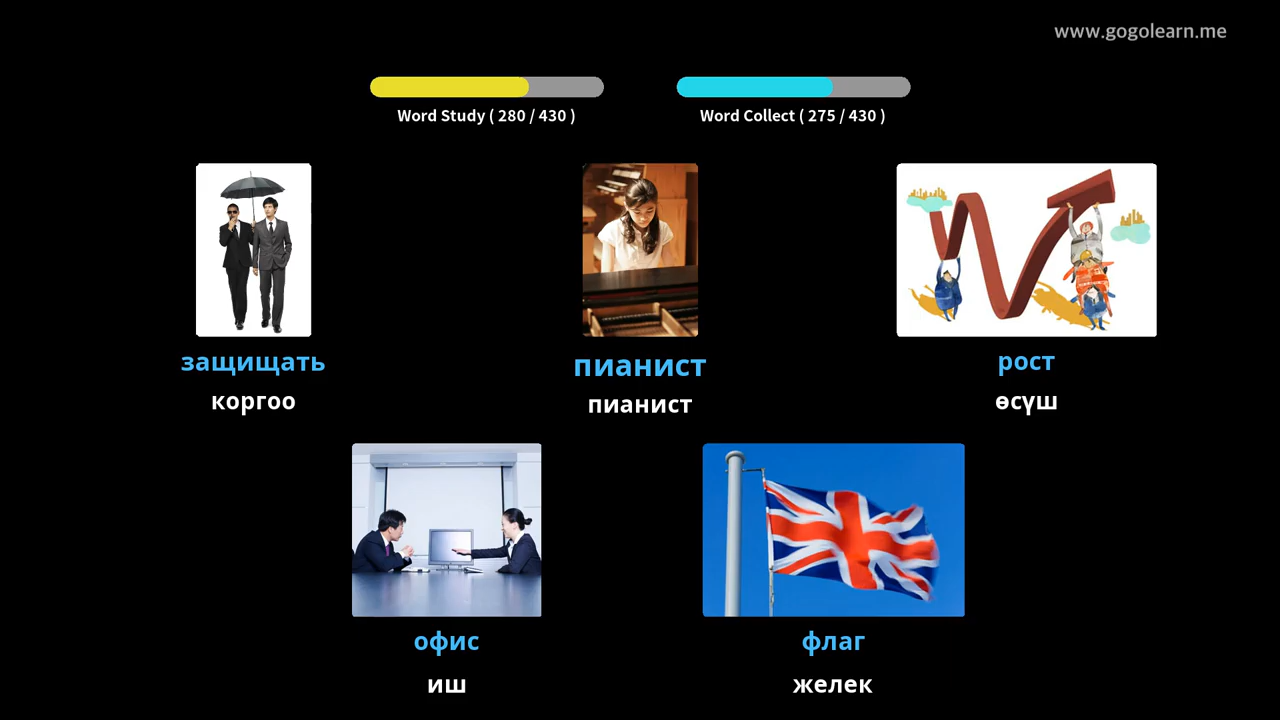 www.gogolearn.me
Word Study ( 280 / 430 )
Word Collect ( 275 / 430 )
защищать
коргоо
пианист
пианист
рост
өсүш
офис
иш
флаг
желек